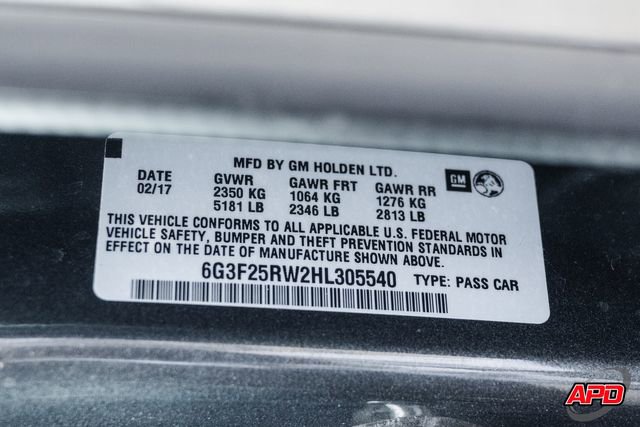 MFD BY GM HOLDEN LTD.
DATE GVWR GAWR FRT GAWR RR GM
02/17 2350 KG 1064 KG 1276 KG
5181 LB 2346 LB 2813 LB
THIS VEHICLE CONFORMS TO ALL APPLICABLE U.S. FEDERAL MOTOR
VEHICLE SAFETY, BUMPER AND THEFT PREVENTION STANDARDS IN
EFFECT ON THE DATE OF MANUFACTURE SHOWN ABOVE.
6G3F25RW2HL305540 TYPE: PASS CAR
APD